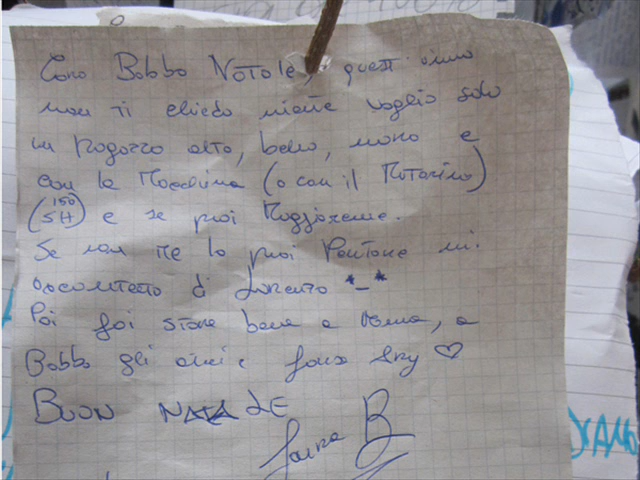 Caro Babbo Natale, quest'anno
non ti chiedo niente voglio solo
un Ragazzo alto, bello, moro e
con la Macchina (o con il Motorino)
(150 SH) e se puoi Maggiorenne.
Se non me lo puoi Portare mi
accontento di Lorenzo *_*
Poi fai stare bene a Mamma, a
Babbo gli amici e
BUON NATALE